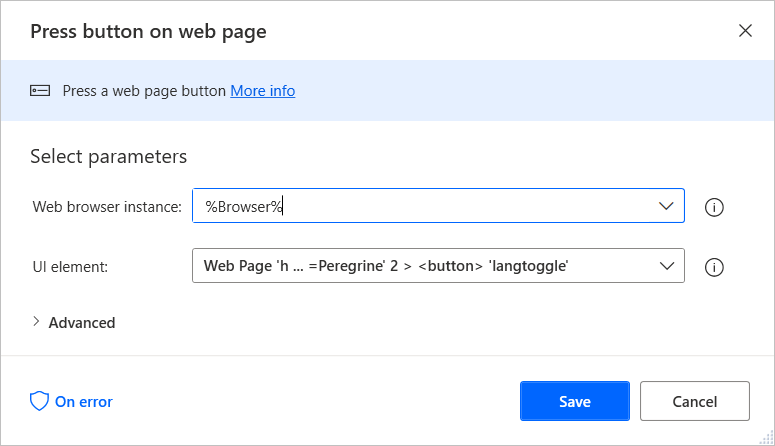 Press button on web page
Press a web page button More info
Select parameters
Web browser instance: %Browser%
UI element: Web Page 'h ... =Peregrine' 2 > <button> 'langtoggle'
Advanced
On error Save Cancel